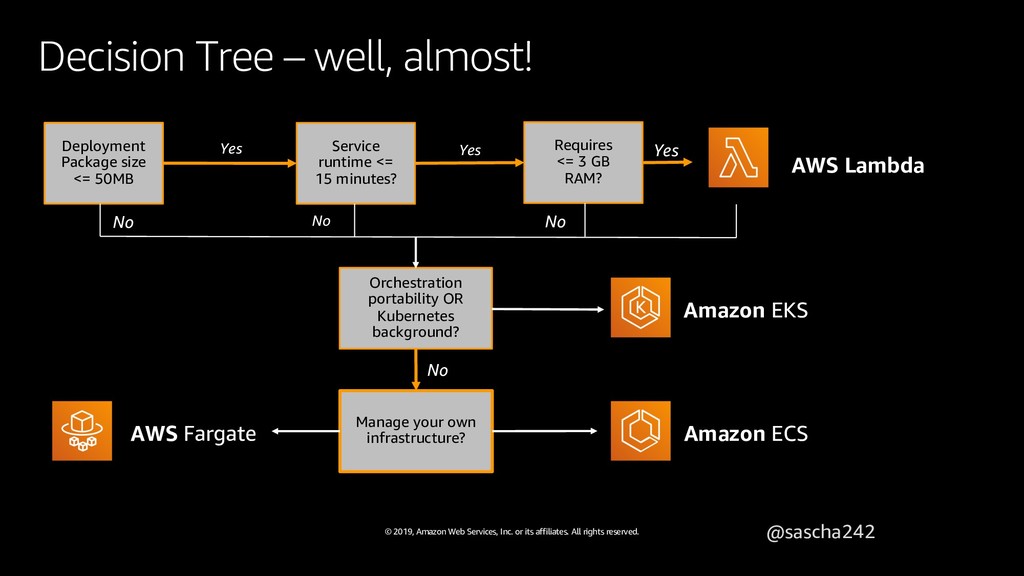 Decision Tree – well, almost!
Deployment
Package size
<= 50MB
Yes
Service
runtime <=
15 minutes?
Yes
Requires
<= 3 GB
RAM?
Yes
AWS Lambda
No
No
No
Orchestration
portability OR
Kubernetes
background?
K
Amazon EKS
No
AWS Fargate
Manage your own
infrastructure?
Amazon ECS
© 2019, Amazon Web Services, Inc. or its affiliates. All rights reserved.
@sascha242